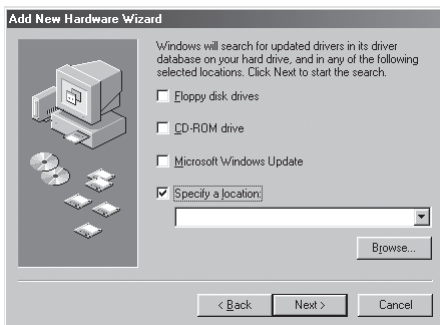 Add New Hardware Wizard
Windows will search for updated drivers in its driver
database on your hard drive, and in any of the following
selected locations. Click Next to start the search.
Floppy disk drives
CD-ROM drive
Microsoft Windows Update
Specify a location:
Browse...
< Back
Next >
Cancel